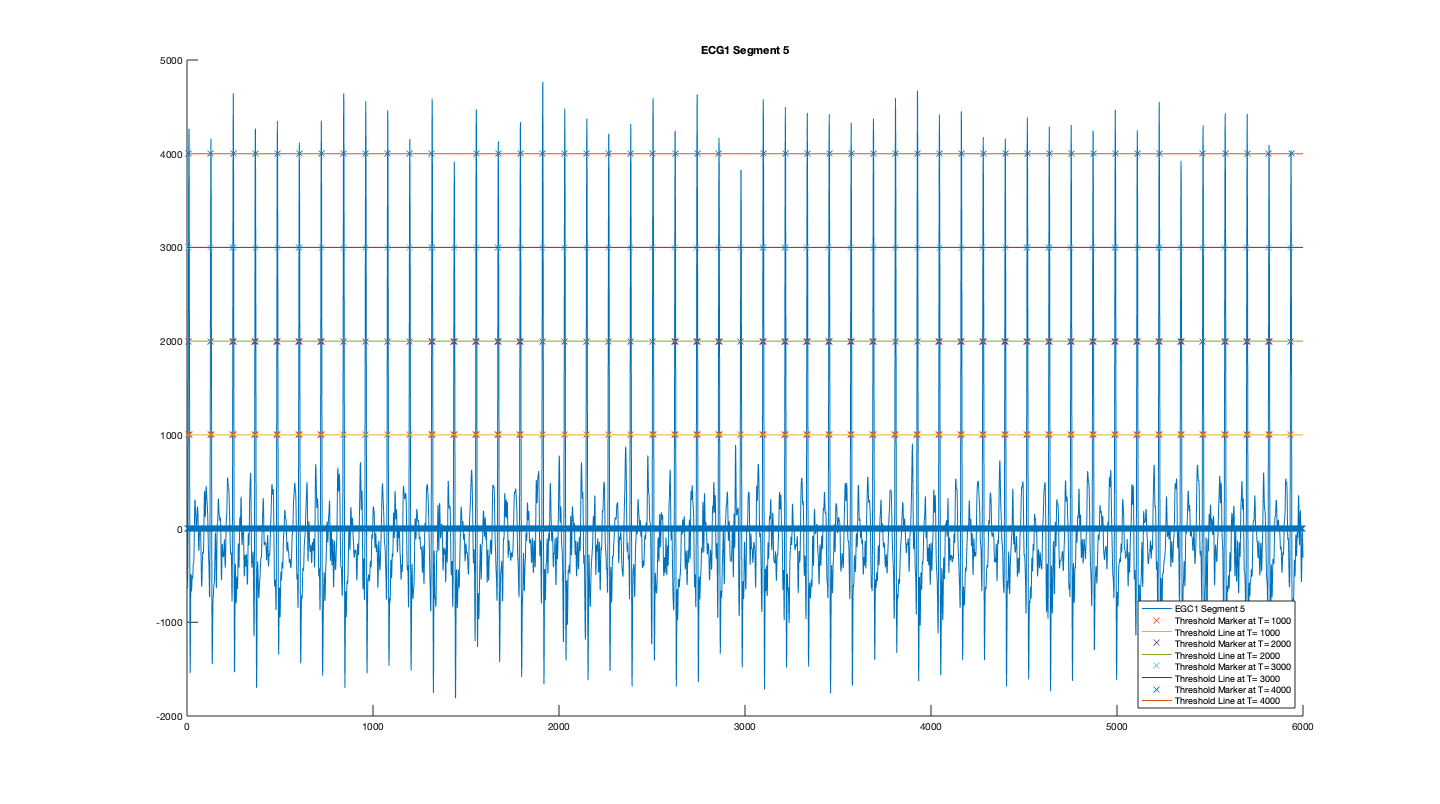 ECG1 Segment 5
5000
4000
3000
2000
1000
0
-1000
-2000
0 1000 2000 3000 4000 5000 6000
EGC1 Segment 5
Threshold Marker at T= 1000
Threshold Line at T= 1000
Threshold Marker at T= 2000
Threshold Line at T= 2000
Threshold Marker at T= 3000
Threshold Line at T= 3000
Threshold Marker at T= 4000
Threshold Line at T= 4000